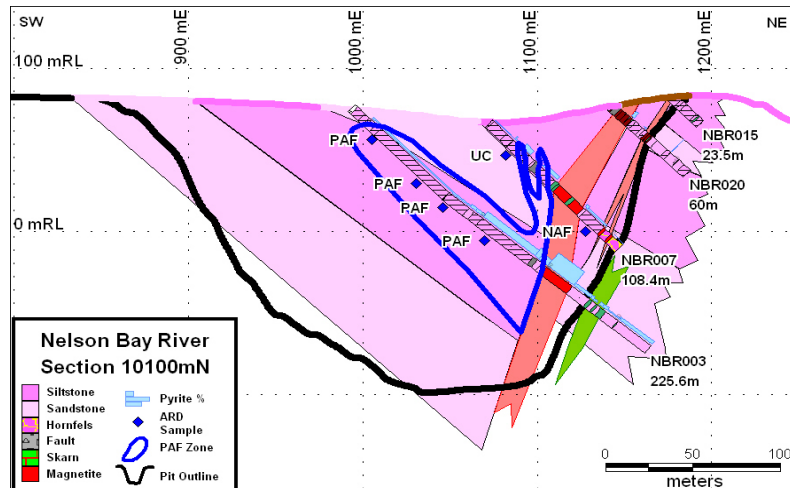 SW
900 mE
1000 mE
1100 mE
1200 mE
NE
100 mRL
PAF
UC
NBR015
23.5m
PAF
NBR020
60m
PAF
0 mRL
PAF
NAF
NBR007
108.4m
NBR003
225.6m
Nelson Bay River
Section 10100mN
Siltstone
Sandstone
Hornfels
Fault
Skarn
Magnetite
Pyrite %
ARD
Sample
PAF Zone
Pit Outline
0 50 100
meters